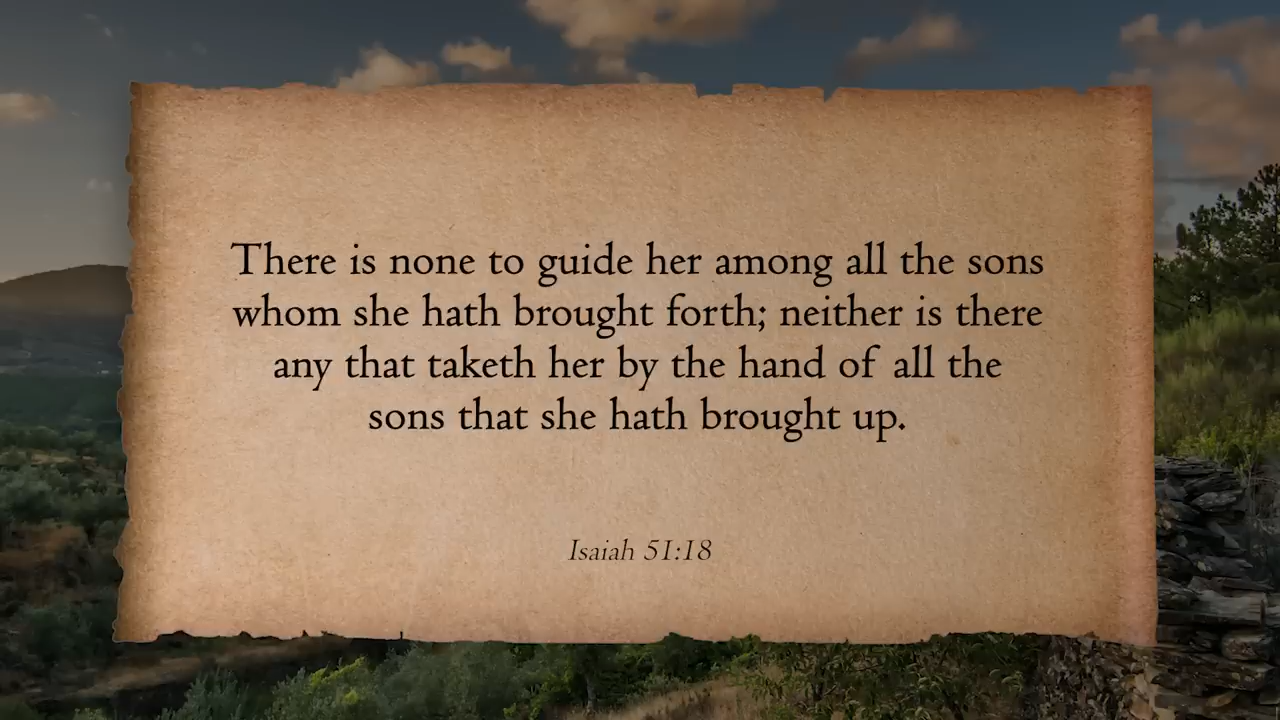 There is none to guide her among all the sons
whom she hath brought forth; neither is there
any that taketh her by the hand of all the
sons that she hath brought up.
Isaiah 51:18